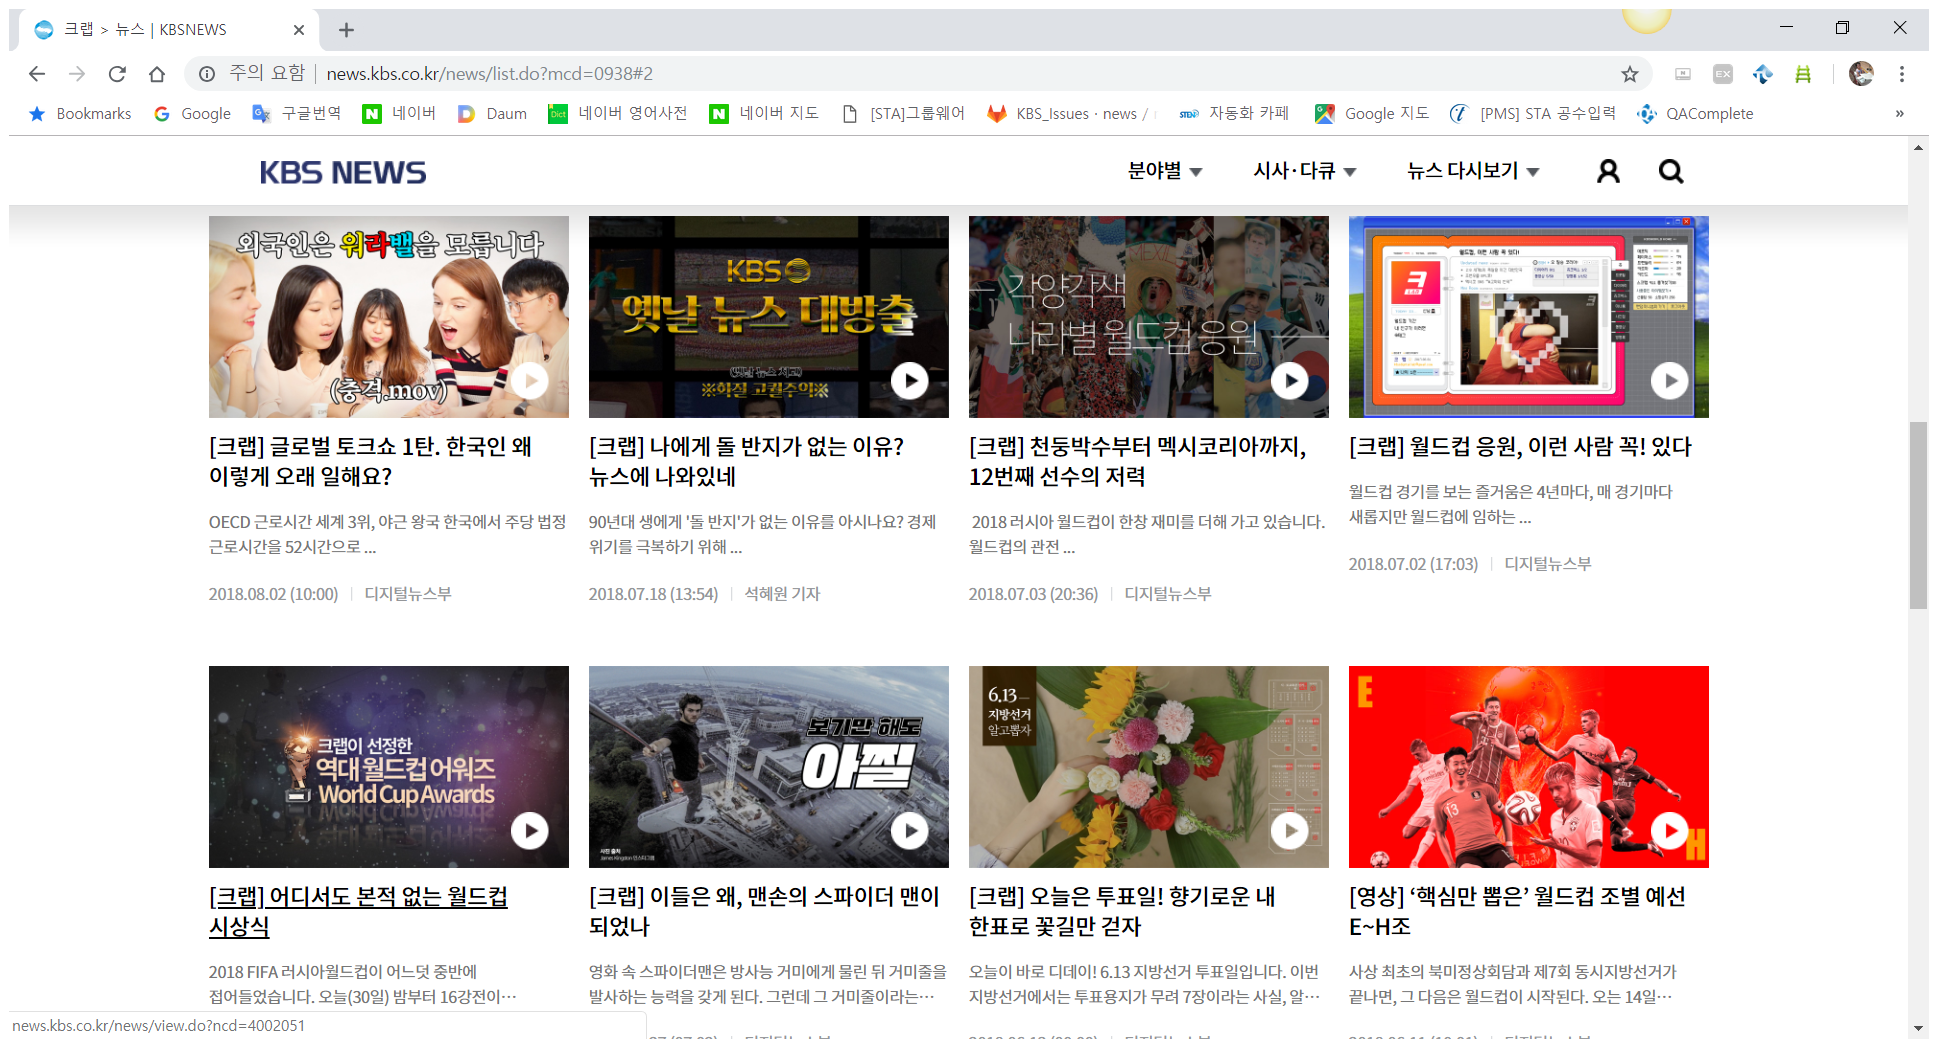 크랩 > 뉴스 | KBSNEWS
주의 요함 | news.kbs.co.kr/news/list.do?mcd=0938#2
Bookmarks Google 구글번역 네이버 Daum 네이버 영어사전 네이버 지도 [STA]그룹웨어 KBS_Issues · news / 자동화 카페 Google 지도 [PMS] STA 공수입력 QAComplete »
KBS NEWS 분야별 시사·다큐 뉴스 다시보기
외국인은 워라밸을 모릅니다
(충격.mov)
KBS
옛날 뉴스 대방출
(옛날 뉴스 최고)
※화질 고퀄주의※
각양각색
나라별 월드컵 응원
월드컵, 이런 사람 꼭 있다!
크
[크랩] 글로벌 토크쇼 1탄. 한국인 왜
이렇게 오래 일해요?
OECD 근로시간 세계 3위, 야근 왕국 한국에서 주당 법정
근로시간을 52시간으로 ...
2018.08.02 (10:00) | 디지털뉴스부
[크랩] 나에게 돌 반지가 없는 이유?
뉴스에 나와있네
90년대 생에게 '돌 반지'가 없는 이유를 아시나요? 경제
위기를 극복하기 위해 ...
2018.07.18 (13:54) | 석혜원 기자
[크랩] 천둥박수부터 멕시코리아까지,
12번째 선수의 저력
2018 러시아 월드컵이 한창 재미를 더해 가고 있습니다.
월드컵의 관전 ...
2018.07.03 (20:36) | 디지털뉴스부
[크랩] 월드컵 응원, 이런 사람 꼭! 있다
월드컵 경기를 보는 즐거움은 4년마다, 매 경기마다
새롭지만 월드컵에 임하는 ...
2018.07.02 (17:03) | 디지털뉴스부
크랩이 선정한
역대 월드컵 어워즈
World Cup Awards
보기만 해도
아찔
사진 출처
James Kingston 인스타그램
6.13
지방선거
알고뽑자
E
H
[크랩] 어디서도 본적 없는 월드컵
시상식
2018 FIFA 러시아월드컵이 어느덧 중반에
접어들었습니다. 오늘(30일) 밤부터 16강전이…
[크랩] 이들은 왜, 맨손의 스파이더 맨이
되었나
영화 속 스파이더맨은 방사능 거미에게 물린 뒤 거미줄을
발사하는 능력을 갖게 된다. 그런데 그 거미줄이라는…
[크랩] 오늘은 투표일! 향기로운 내
한표로 꽃길만 걷자
오늘이 바로 디데이! 6.13 지방선거 투표일입니다. 이번
지방선거에서는 투표용지가 무려 7장이라는 사실, 알…
[영상] ‘핵심만 뽑은’ 월드컵 조별 예선
E~H조
사상 최초의 북미정상회담과 제7회 동시지방선거가
끝나면, 그 다음은 월드컵이 시작된다. 오는 14일…
news.kbs.co.kr/news/view.do?ncd=4002051